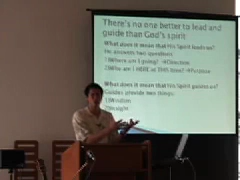 There's no one better to lead and
guide than God's spirit
What does it mean that His Spirit leads us?
He answers two questions
1)Where am I going? →Direction
2)Why am I HERE at THIS time? →Purpose
What does it mean that His Spirit guides us?
Guides provide two things:
1)Wisdom
2)Insight